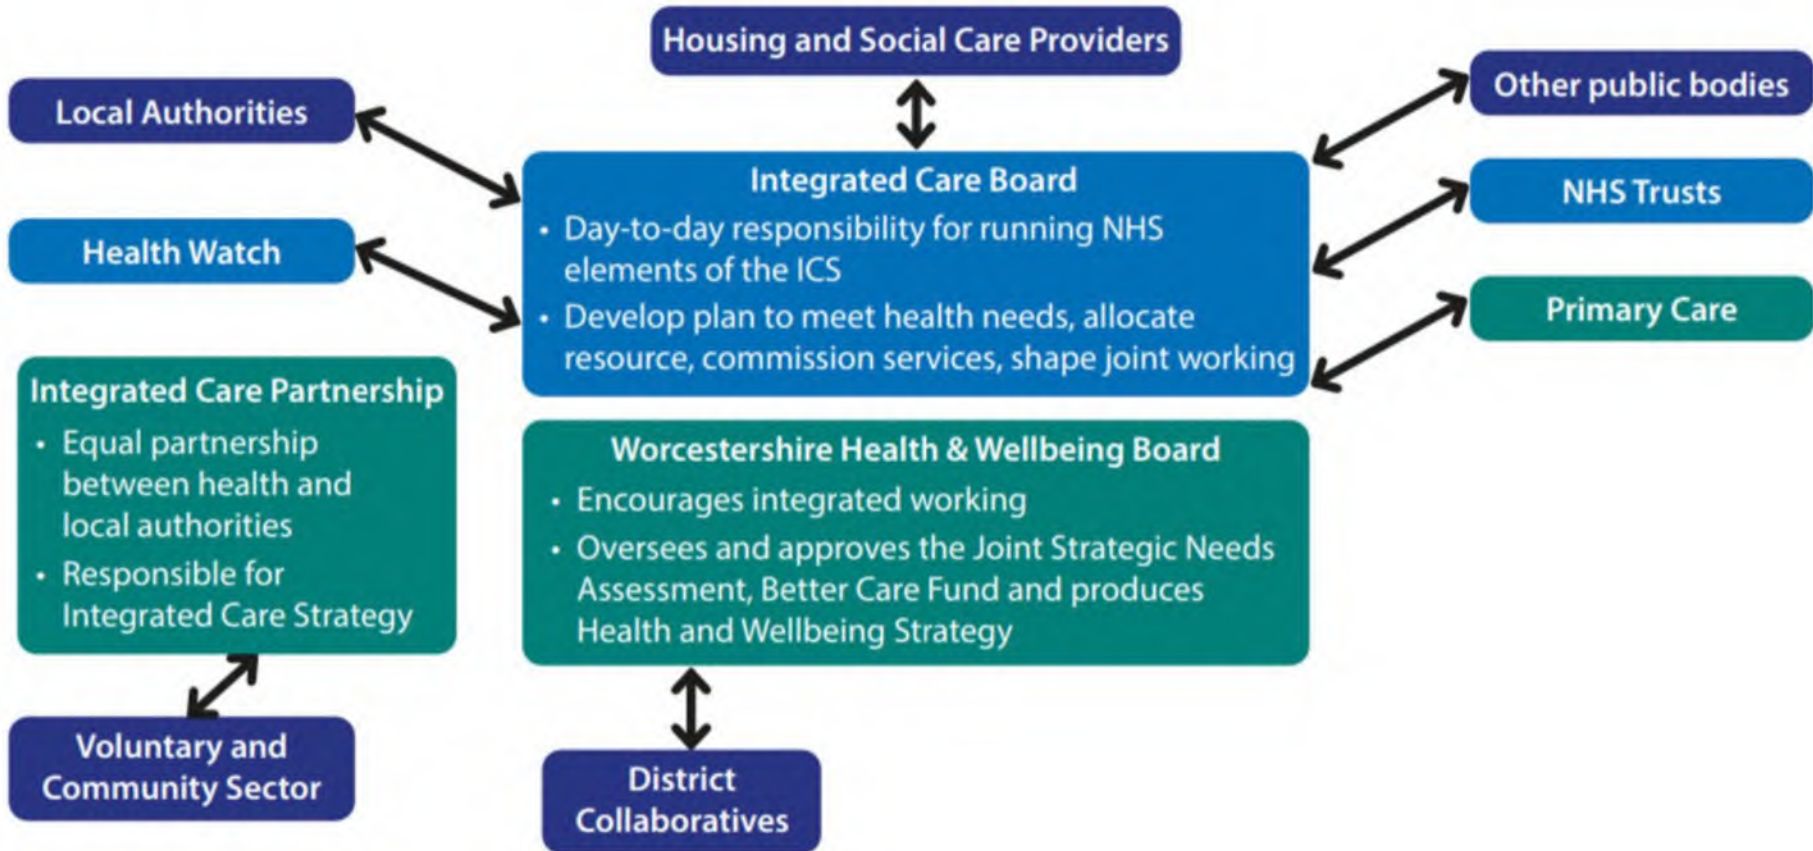 Housing and Social Care Providers
Local Authorities
Other public bodies
Integrated Care Board
• Day-to-day responsibility for running NHS
elements of the ICS
• Develop plan to meet health needs, allocate
resource, commission services, shape joint working
NHS Trusts
Health Watch
Primary Care
Integrated Care Partnership
• Equal partnership
between health and
local authorities
• Responsible for
Integrated Care Strategy
Worcestershire Health & Wellbeing Board
• Encourages integrated working
• Oversees and approves the Joint Strategic Needs
Assessment, Better Care Fund and produces
Health and Wellbeing Strategy
Voluntary and
Community Sector
District
Collaboratives